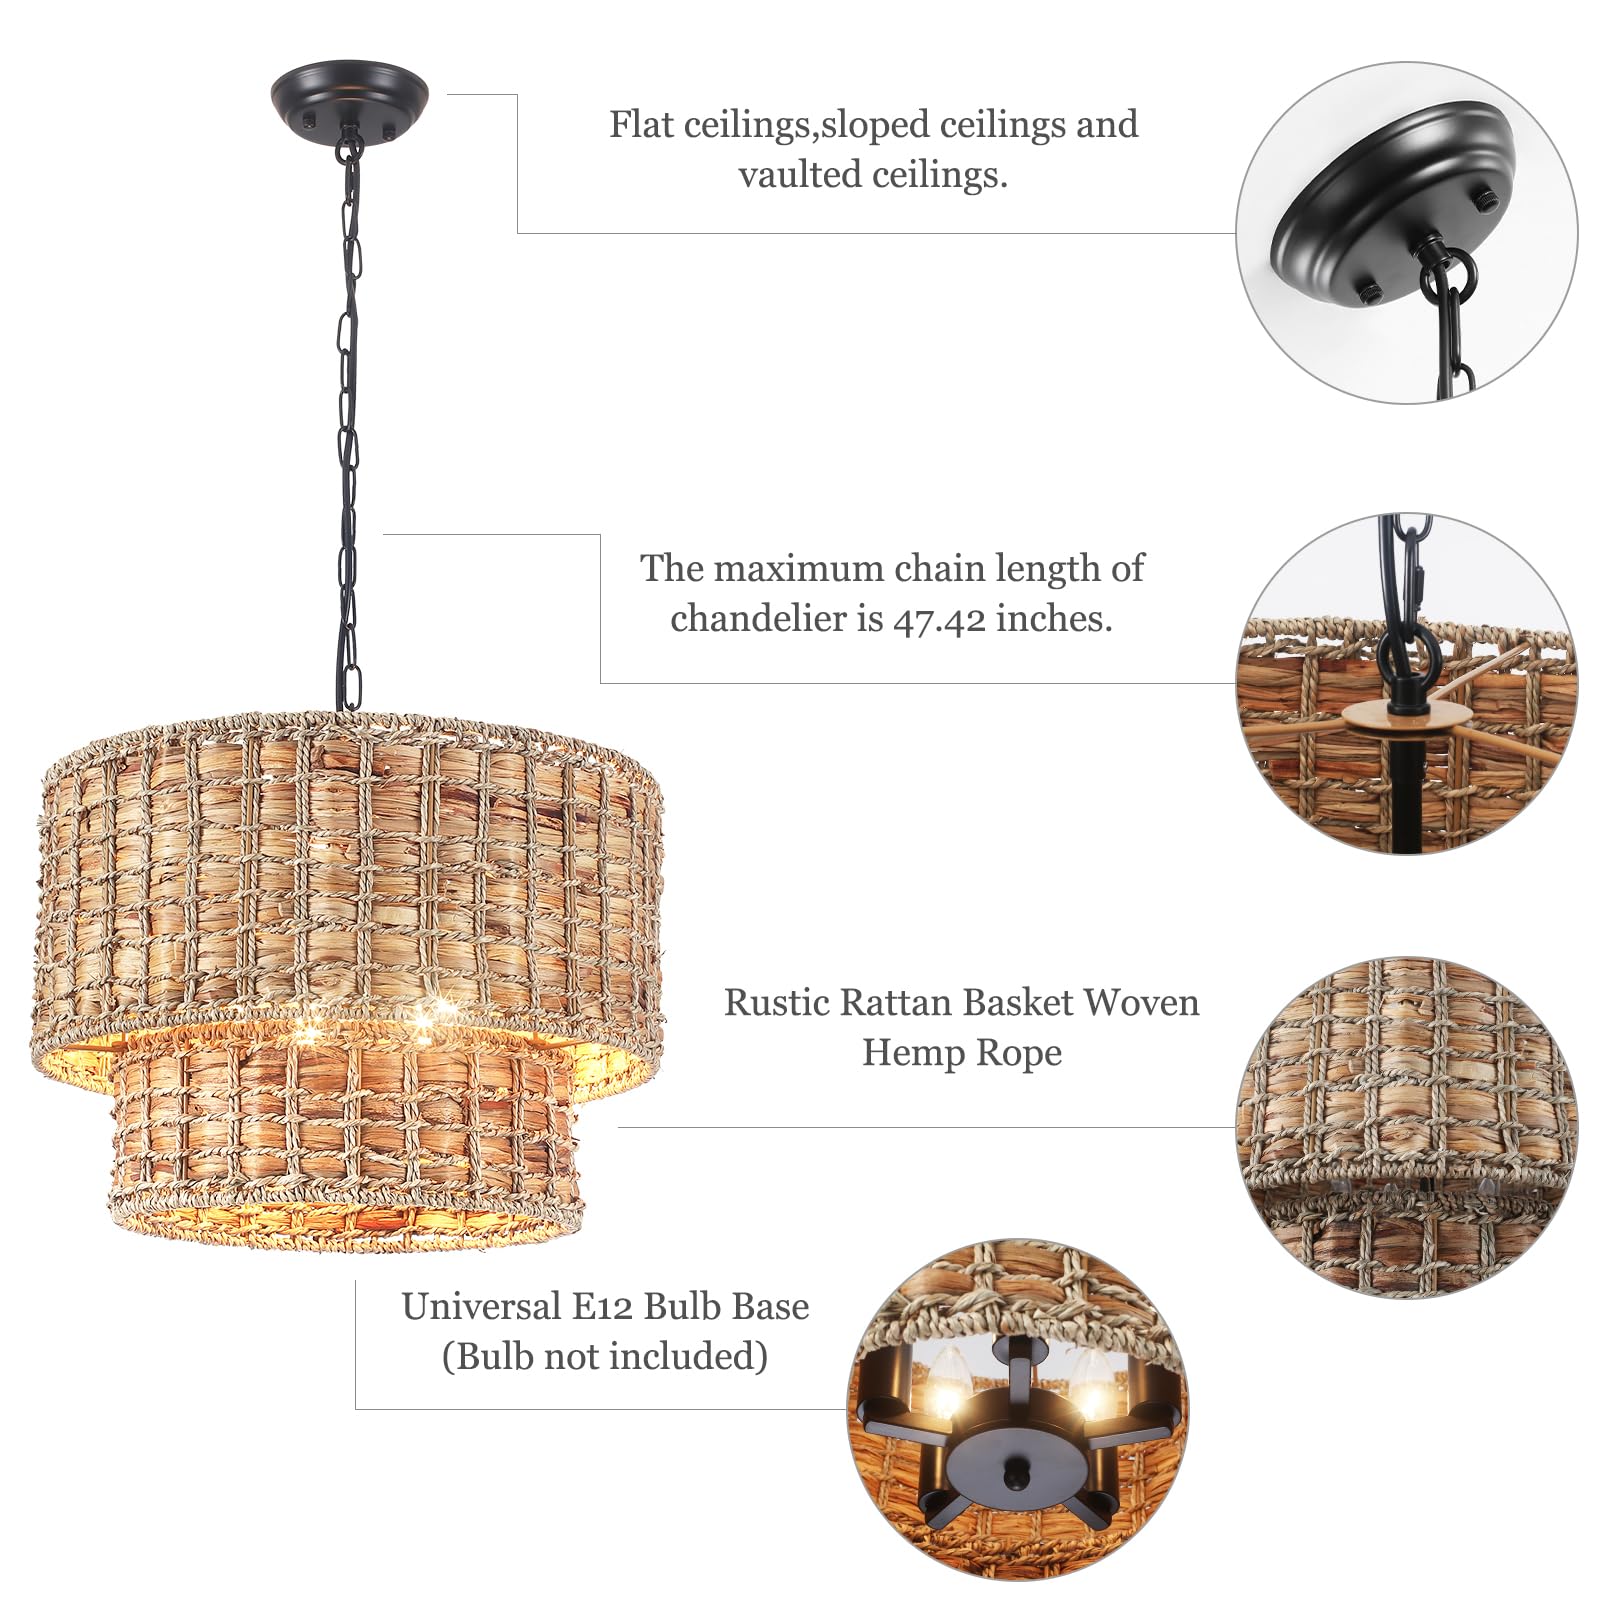 Flat ceilings,sloped ceilings and
vaulted ceilings.
The maximum chain length of
chandelier is 47.42 inches.
Rustic Rattan Basket Woven
Hemp Rope
Universal E12 Bulb Base
(Bulb not included)